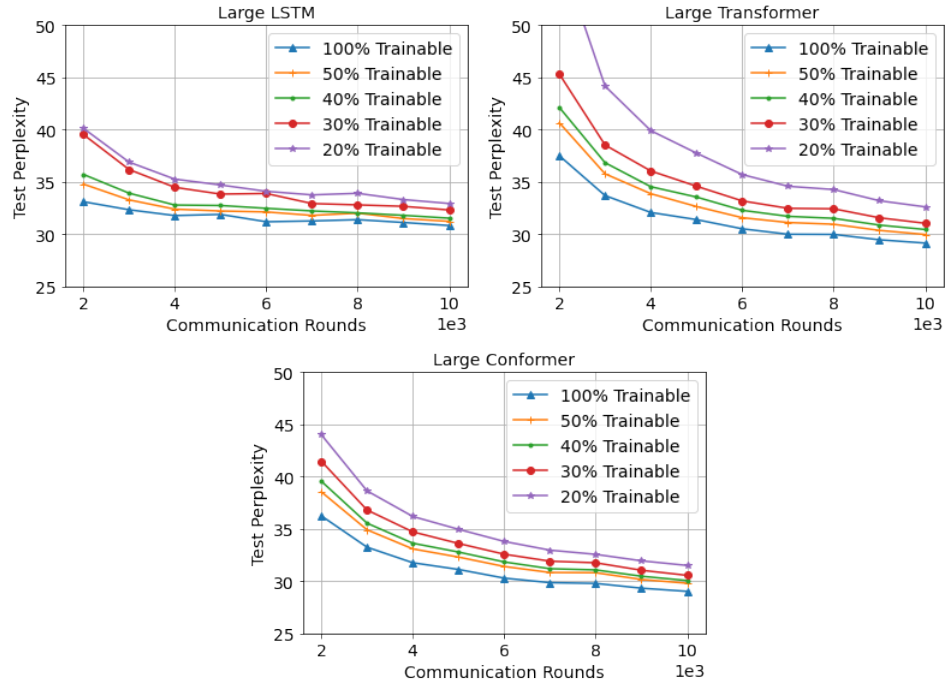 Large LSTM
50
45
40
35
30
25
Test Perplexity
100% Trainable
50% Trainable
40% Trainable
30% Trainable
20% Trainable
2
4
6
8
10
1e3
Communication Rounds
Large Transformer
50
45
40
35
30
25
Test Perplexity
100% Trainable
50% Trainable
40% Trainable
30% Trainable
20% Trainable
2
4
6
8
10
1e3
Communication Rounds
Large Conformer
50
45
40
35
30
25
Test Perplexity
100% Trainable
50% Trainable
40% Trainable
30% Trainable
20% Trainable
2
4
6
8
10
1e3
Communication Rounds